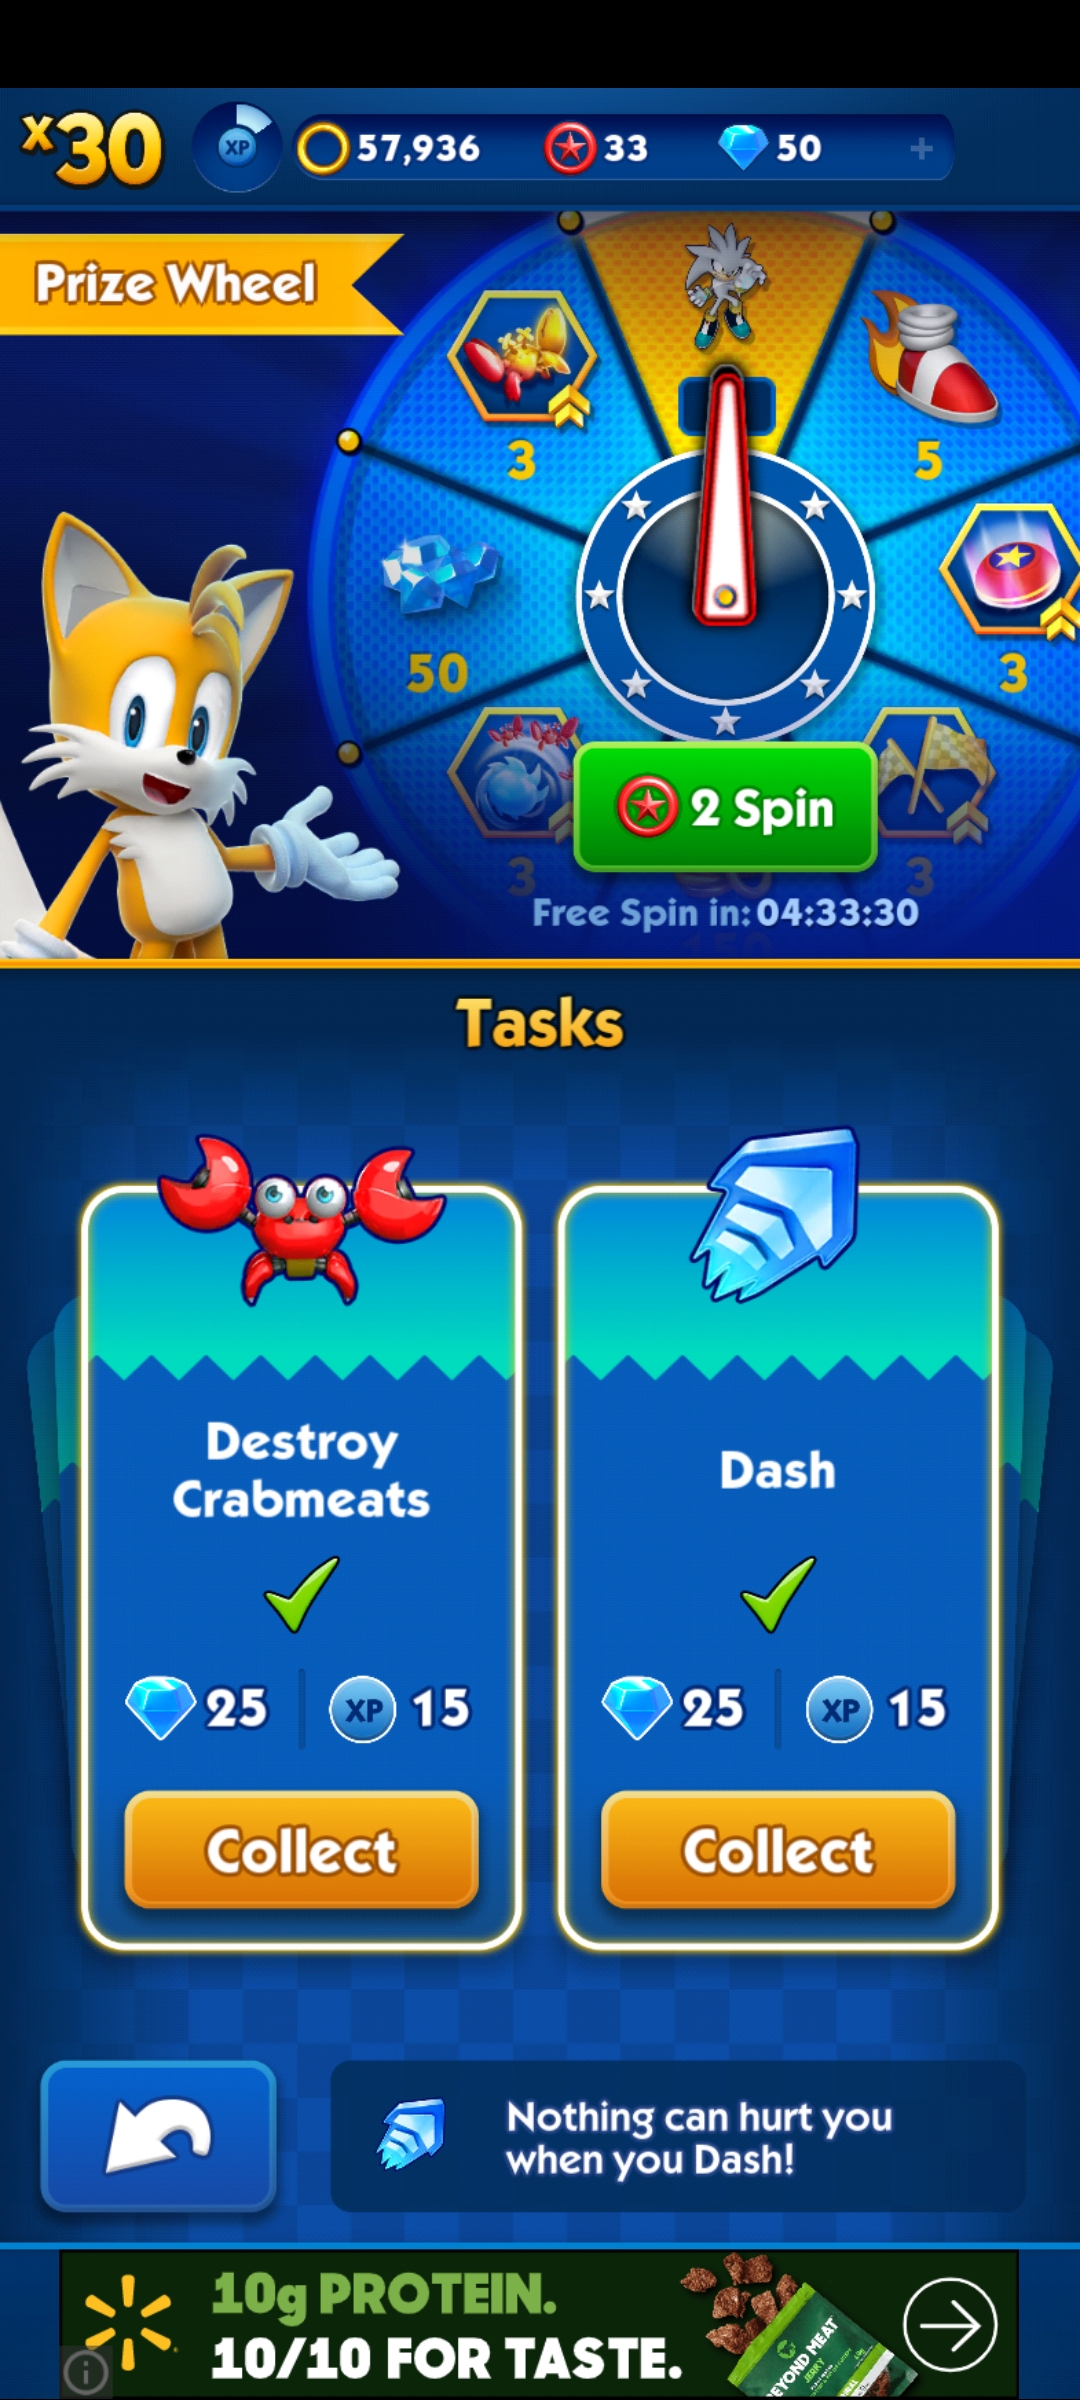 x30
XP
57,936
33
50
+
Prize Wheel
3
5
50
3
3
3
2 Spin
Free Spin in: 04:33:30
Tasks
Destroy
Crabmeats
25
XP
15
Collect
Dash
25
XP
15
Collect
Nothing can hurt you
when you Dash!
10g PROTEIN.
10/10 FOR TASTE.
BEYOND MEAT
JERKY